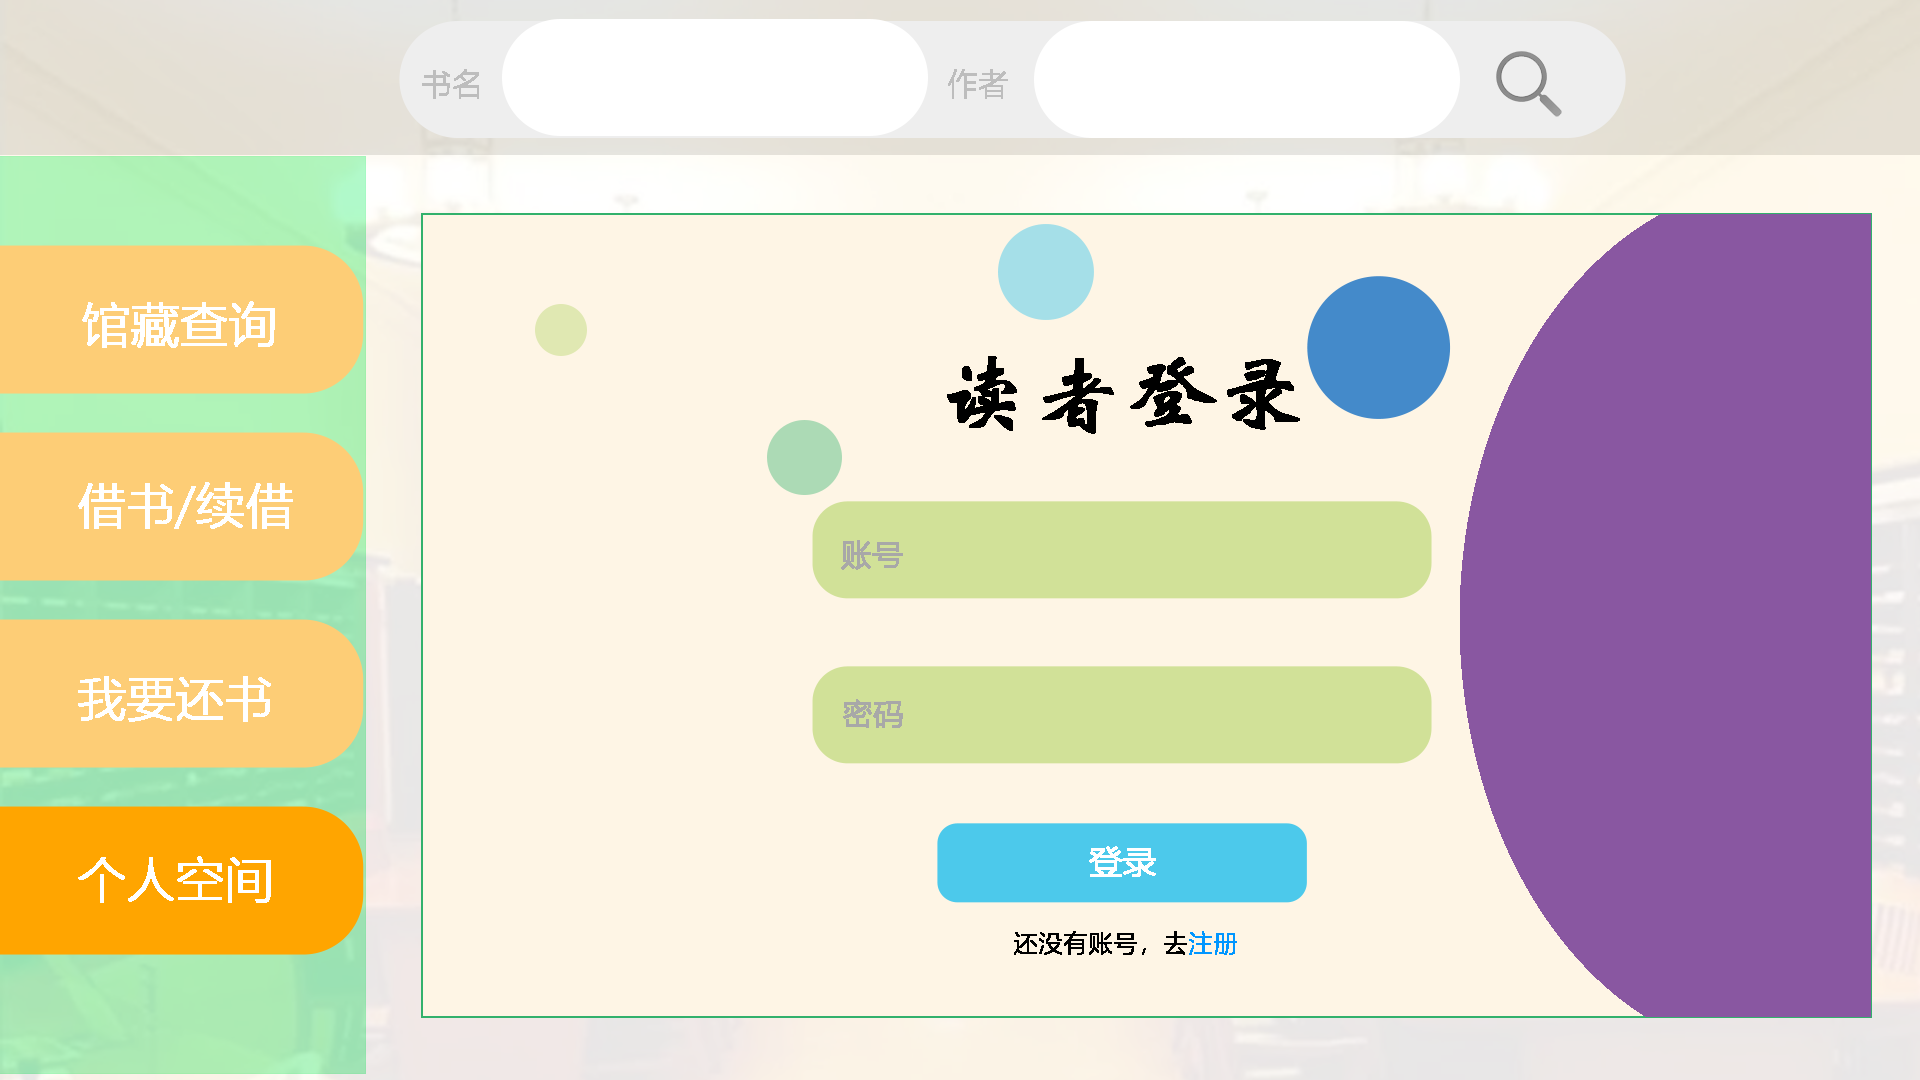 书名 作者
馆藏查询
借书/续借
我要还书
个人空间
读者登录
账号
密码
登录
还没有账号，去注册